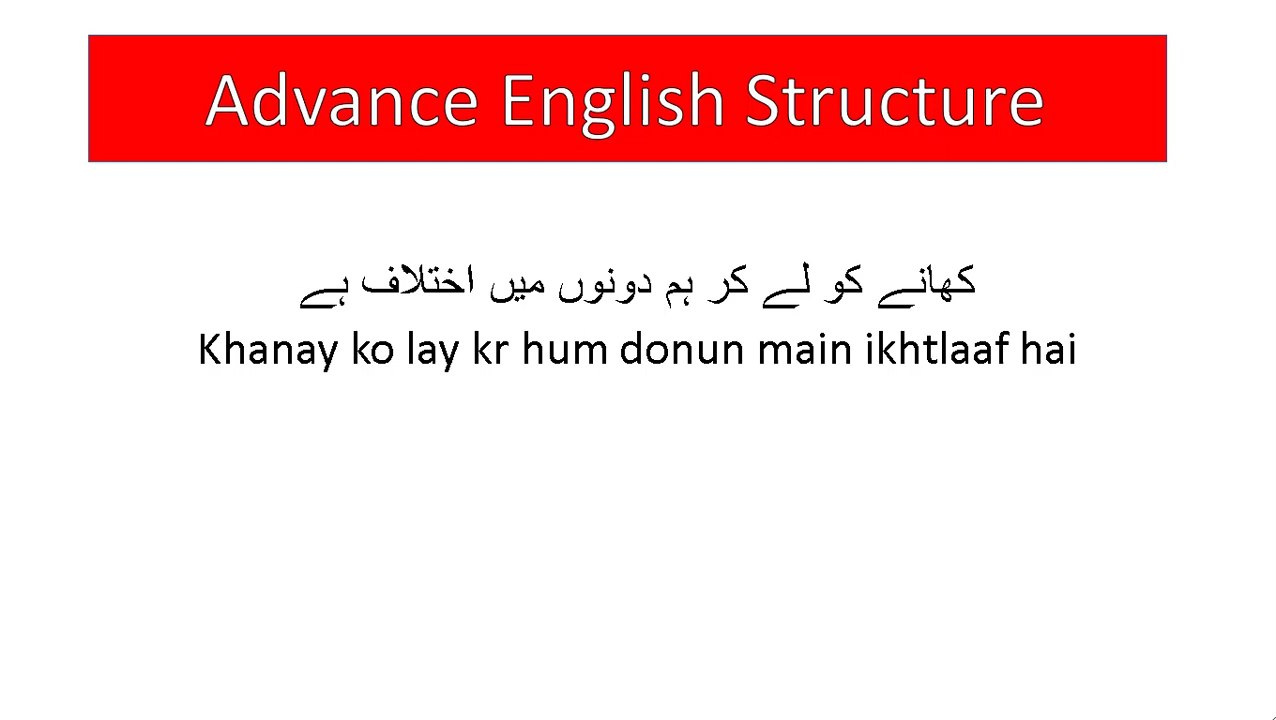 Advance English Structure
کھانے کو لے کر ہم دونوں میں اختلاف ہے
Khanay ko lay kr hum donun main ikhtlaaf hai